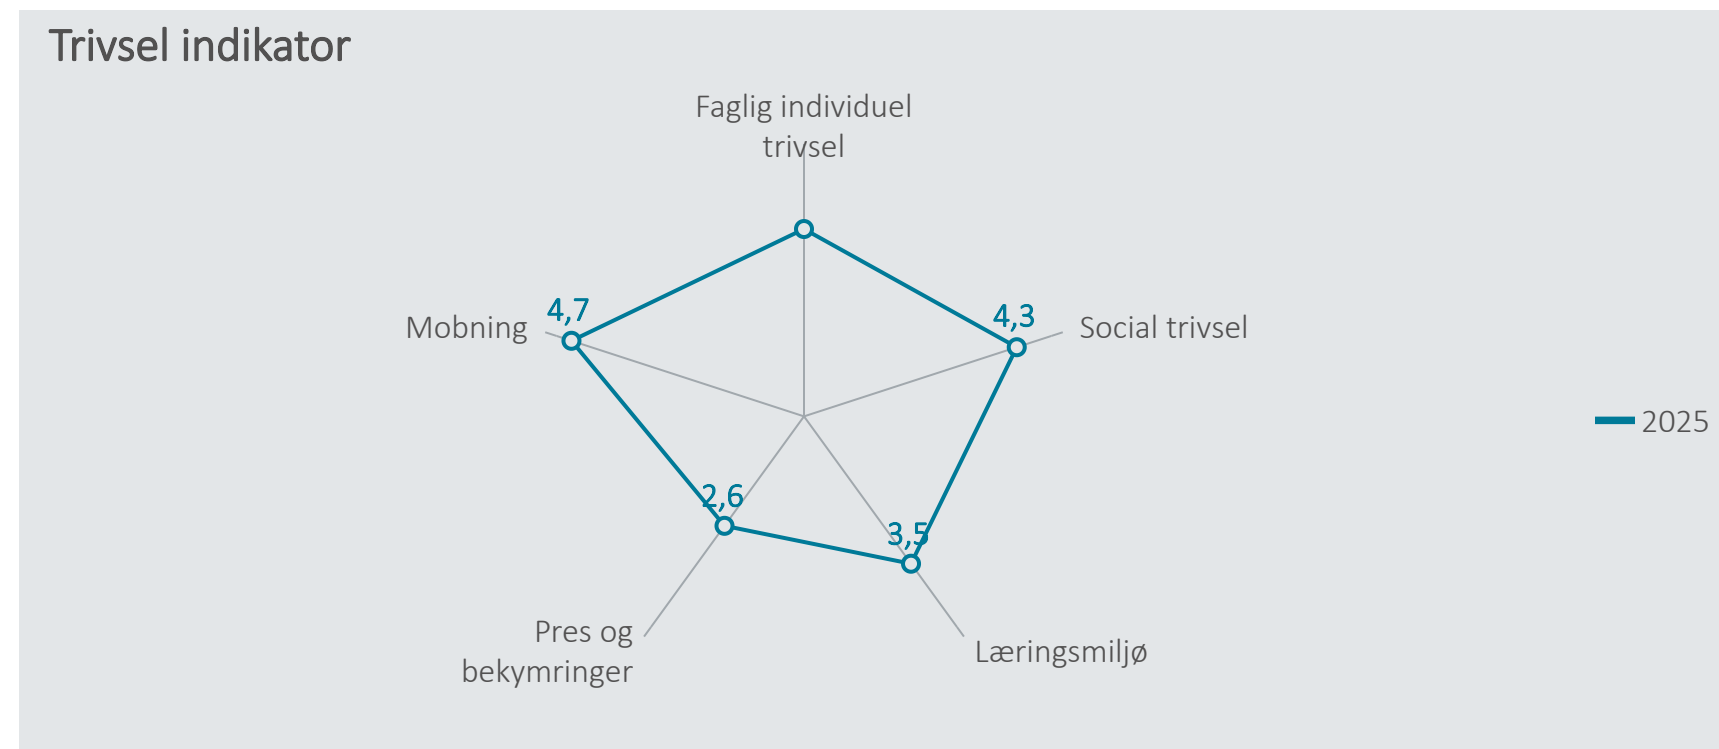 Trivsel indikator
Faglig individuel
trivsel
4,7
4,3
Mobning
Social trivsel
2025
2,6
3,5
Pres og
bekymringer
Læringsmiljø